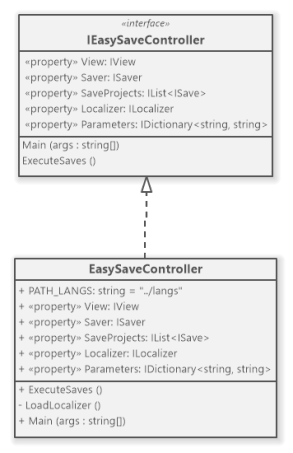 «interface»
IEasySaveController
«property» View: IView
«property» Saver: ISaver
«property» SaveProjects: IList<ISave>
«property» Localizer: ILocalizer
«property» Parameters: IDictionary<string, string>
Main (args : string[])
ExecuteSaves ()
EasySaveController
+ PATH_LANGS: string = "../langs"
+ «property» View: IView
+ «property» Saver: ISaver
+ «property» SaveProjects: IList<ISave>
+ «property» Localizer: ILocalizer
+ «property» Parameters: IDictionary<string, string>
+ ExecuteSaves ()
- LoadLocalizer ()
+ Main (args : string[])